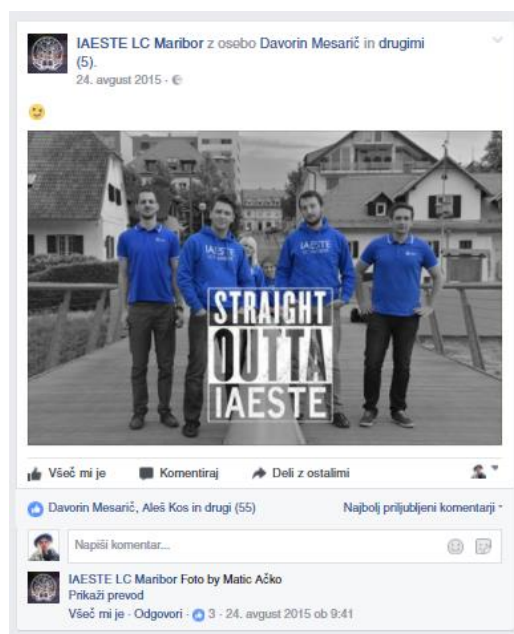 IAESTE LC Maribor z osebo Davorin Mesarič in drugimi
(5).
24. avgust 2015 ·
IAESTE
IAESTE
STRAIGHT
OUTTA
IAESTE
Všeč mi je Komentiraj Deli z ostalimi
Davorin Mesarič, Aleš Kos in drugi (55) Najbolj priljubljeni komentarji
Napiši komentar...
IAESTE LC Maribor Foto by Matic Ačko
Prikaži prevod
Všeč mi je · Odgovori · 3 · 24. avgust 2015 ob 9:41